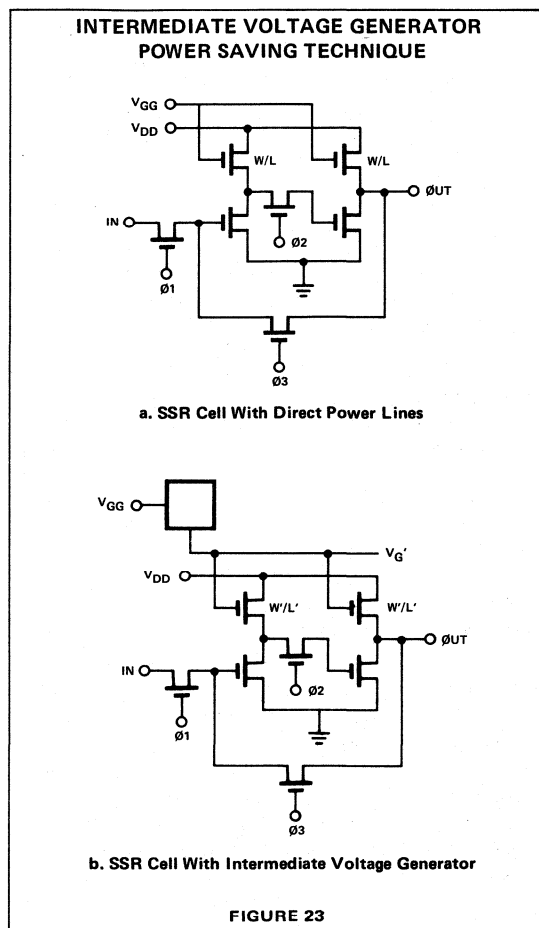 INTERMEDIATE VOLTAGE GENERATOR
POWER SAVING TECHNIQUE
VGG
VDD
W/L
W/L
ØUT
IN
Ø2
Ø1
Ø3
a. SSR Cell With Direct Power Lines
VGG
VG'
VDD
W'/L'
W'/L'
ØUT
IN
Ø2
Ø1
Ø3
b. SSR Cell With Intermediate Voltage Generator
FIGURE 23